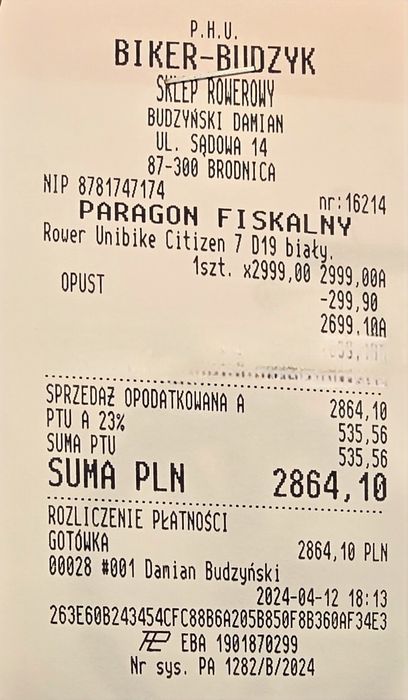 P.H.U.
BIKER-BUDZYK
SKLEP ROWEROWY
BUDZYŃSKI DAMIAN
UL. SĄDOWA 14
87-300 BRODNICA
NIP 8781747174 nr:16214
PARAGON FISKALNY
Rower Unibike Citizen 7 D19 biały.
1szt. x2999,00 2999,00A
OPUST -299,90
2699.10A
SPRZEDAŻ OPODATKOWANA A 2864,10
PTU A 23% 535,56
SUMA PTU 535,56
SUMA PLN 2864,10
ROZLICZENIE PŁATNOŚCI
GOTÓWKA 2864,10 PLN
00028 #001 Damian Budzyński
2024-04-12 18:13
263E60B243454CFC88B6A205B850F8B360AF34E3
EBA 1901870299
Nr sys. PA 1282/B/2024